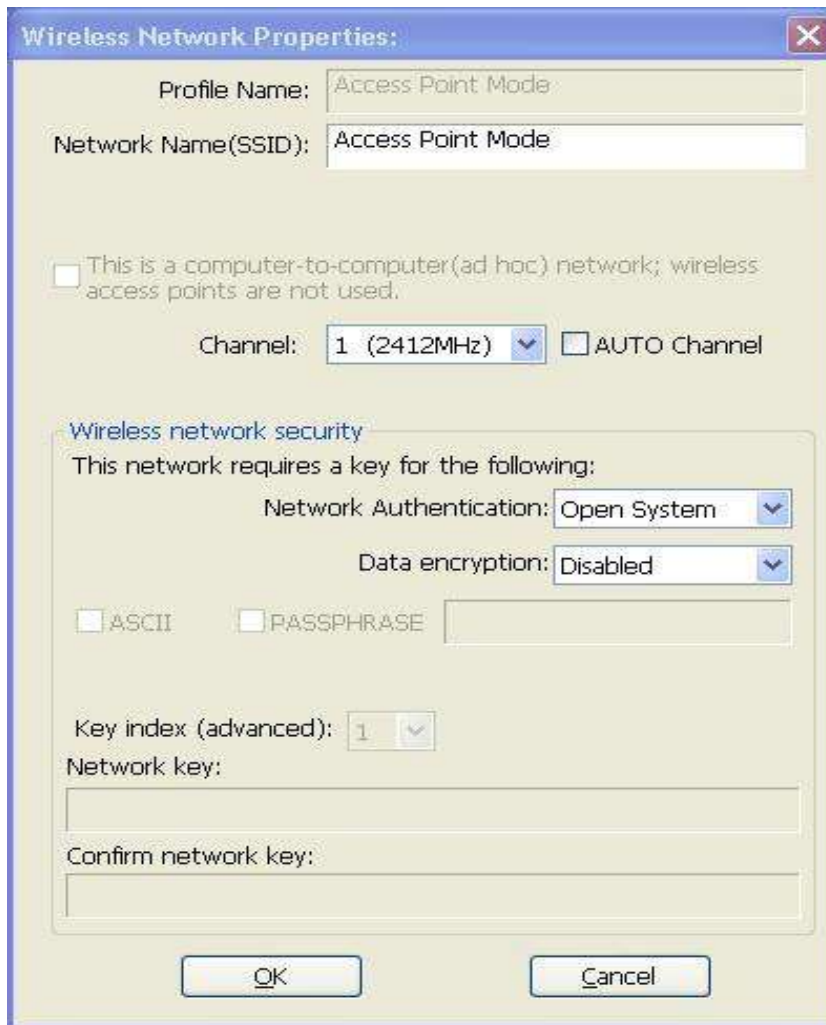 Wireless Network Properties:
Profile Name: Access Point Mode
Network Name(SSID): Access Point Mode
This is a computer-to-computer(ad hoc) network; wireless
access points are not used.
Channel: 1 (2412MHz) AUTO Channel
Wireless network security
This network requires a key for the following:
Network Authentication: Open System
Data encryption: Disabled
ASCII PASSPHRASE
Key index (advanced): 1
Network key:
Confirm network key:
OK Cancel